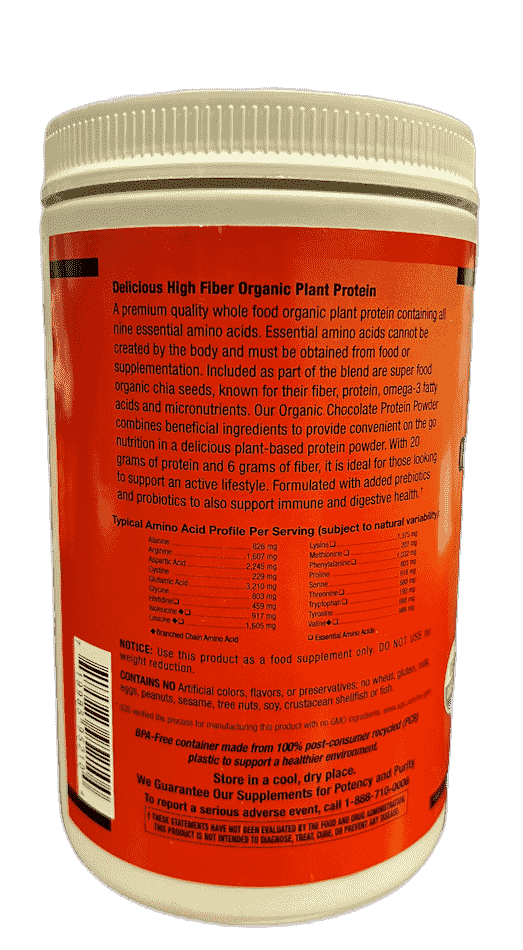 Delicious High Fiber Organic Plant Protein
A premium quality whole food organic plant protein containing all
nine essential amino acids. Essential amino acids cannot be
created by the body and must be obtained from food or
supplementation. Included as part of the blend are super food
organic chia seeds, known for their fiber, protein, omega-3 fatty
acids and micronutrients. Our Organic Chocolate Protein Powder
combines beneficial ingredients to provide convenient on the go
nutrition in a delicious plant-based protein powder. With 20
grams of protein and 6 grams of fiber, it is ideal for those looking
to support an active lifestyle. Formulated with added prebiotics
and probiotics to also support immune and digestive health.†
Typical Amino Acid Profile Per Serving (subject to natural variability)
Alanine 826 mg
Arginine 1,607 mg
Aspartic Acid 2,245 mg
Cystine 229 mg
Glutamic Acid 3,210 mg
Glycine 803 mg
Histidine❑ 459 mg
Isoleucine ◆❑ 917 mg
Leucine ◆❑ 1,605 mg
◆Branched Chain Amino Acid
Lysine❑ 1,375 mg
Methionine❑
Phenylalanine❑
Proline
Serine
Threonine❑
Tryptophan❑
Tyrosine
Valine◆❑
❑ Essential Amino Acids
NOTICE: Use this product as a food supplement only. DO NOT USE for
weight reduction.
CONTAINS NO Artificial colors, flavors, or preservatives; no wheat, gluten, milk,
eggs, peanuts, sesame, tree nuts, soy, crustacean shellfish or fish.
verified the process for manufacturing this product with no GMO ingredients.
BPA-Free container made from 100% post-consumer recycled (PCR)
plastic to support a healthier environment.
Store in a cool, dry place.
We Guarantee Our Supplements for Potency and Purity
To report a serious adverse event, call 1-888-710-0006
† THESE STATEMENTS HAVE NOT BEEN EVALUATED BY THE FOOD AND DRUG ADMINISTRATION.
THIS PRODUCT IS NOT INTENDED TO DIAGNOSE, TREAT, CURE, OR PREVENT ANY DISEASE.